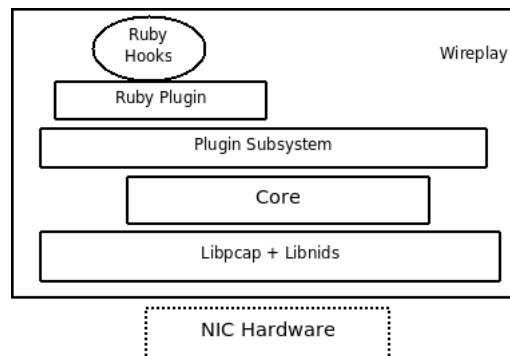 Ruby
Hooks
Wireplay
Ruby Plugin
Plugin Subsystem
Core
Libpcap + Libnids
NIC Hardware